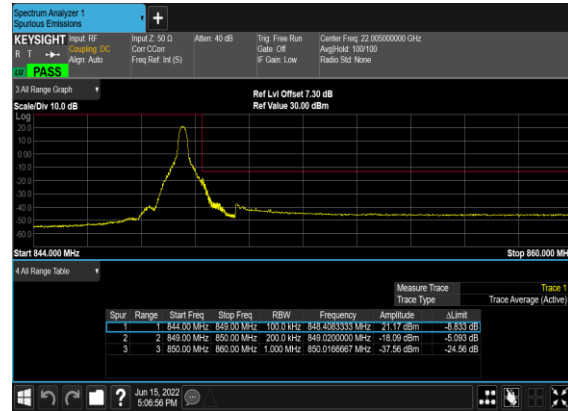 Spectrum Analyzer 1
Spurious Emissions
+
KEYSIGHT Input: RF Input Z: 50 Ω Atten: 40 dB Trig: Free Run Center Freq: 22.005000000 GHz
R T Coupling: DC Corr CCorr Gate: Off Avg|Hold: 100/100
Align: Auto Freq Ref: Int (S) IF Gain: Low Radio Std: None
PASS
3 All Range Graph
Ref Lvl Offset 7.30 dB
Scale/Div 10.0 dB Ref Value 30.00 dBm
Log
20.0
10.0
0.00
-10.0
-20.0
-30.0
-40.0
-50.0
-60.0
Start 844.000 MHz Stop 860.000 MH
4 All Range Table
Measure Trace Trace 1
Trace Type Trace Average (Active)
Spur Range Start Freq Stop Freq RBW Frequency Amplitude ΔLimit
1 1 844.00 MHz 849.00 MHz 100.0 kHz 848.4083333 MHz 21.17 dBm -8.833 dB
2 2 849.00 MHz 850.00 MHz 200.0 kHz 849.0200000 MHz -18.09 dBm -5.093 dB
3 3 850.00 MHz 860.00 MHz 1.000 MHz 850.0166667 MHz -37.56 dBm -24.56 dB
? Jun 15, 2022
5:06:56 PM